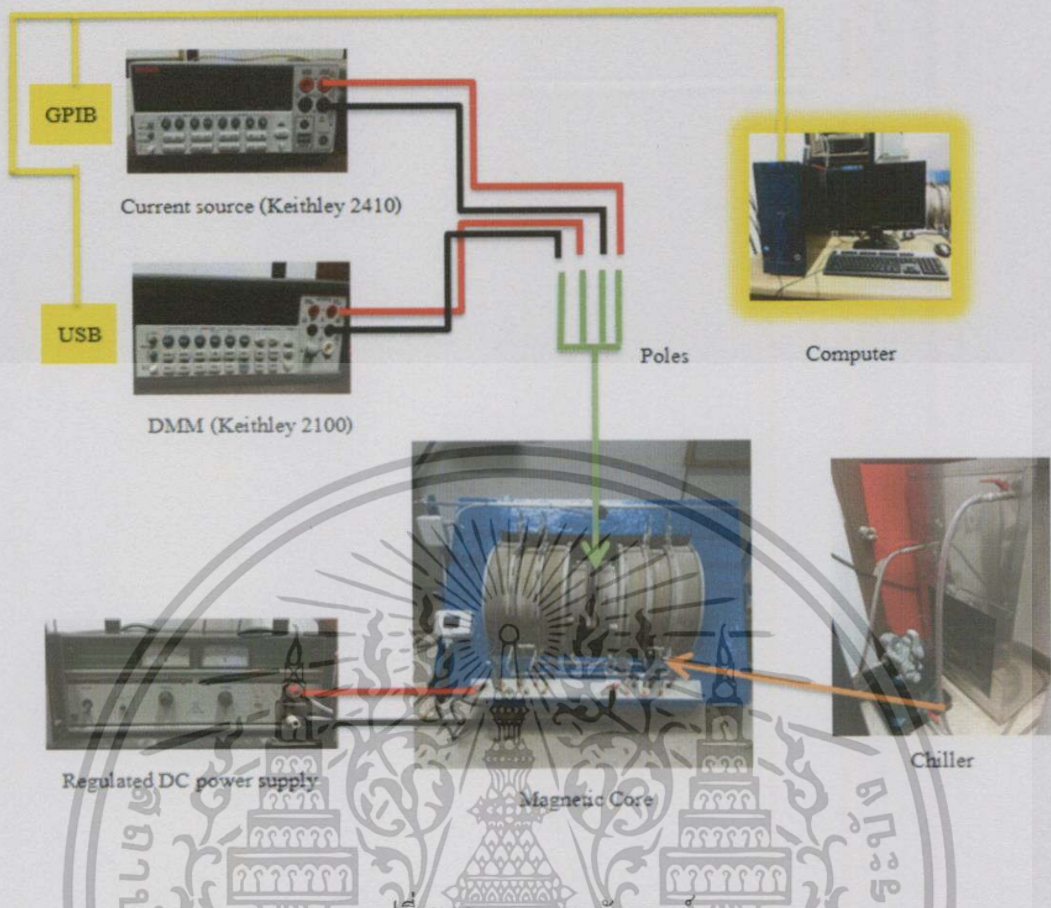 GPIB
Current source (Keithley 2410)
USB
DMM (Keithley 2100)
Poles
Computer
Regulated DC power supply
Magnetic Core
Chiller